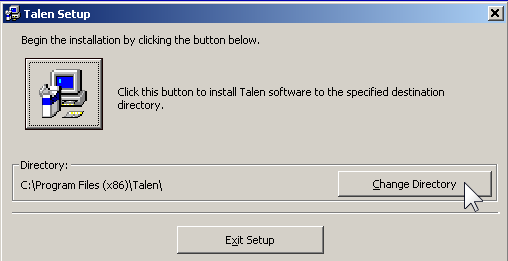 Talen Setup
Begin the installation by clicking the button below.
Click this button to install Talen software to the specified destination
directory.
Directory:
C:\Program Files (x86)\Talen\
Change Directory
Exit Setup